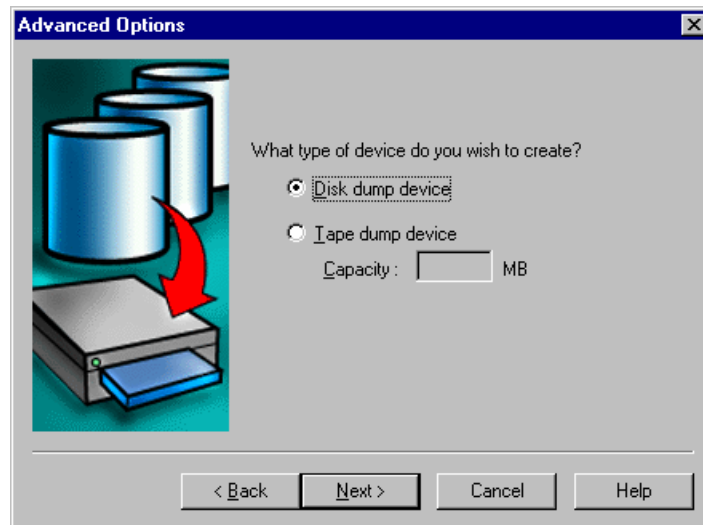 Advanced Options
What type of device do you wish to create?
Disk dump device
Tape dump device
Capacity : MB
< Back Next > Cancel Help